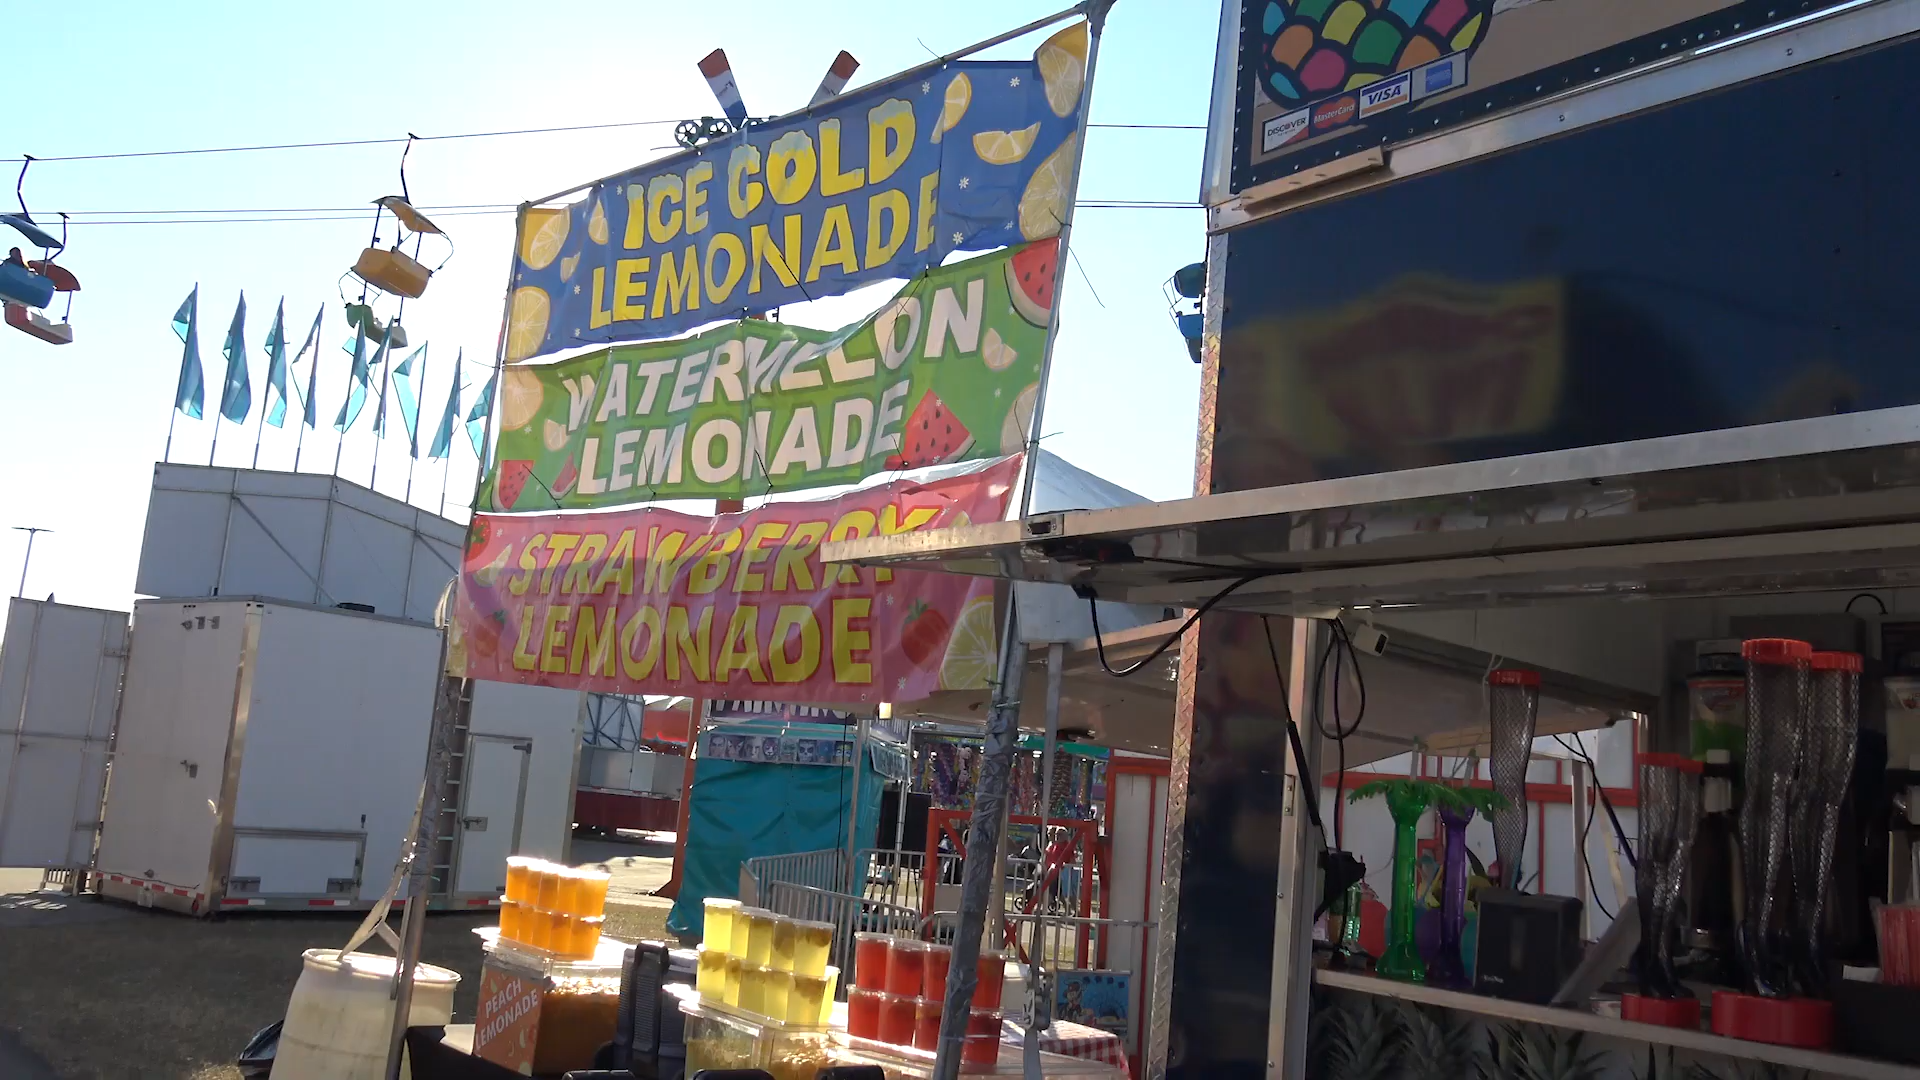 DISCOVER
MasterCard
VISA
ICE COLD
LEMONADE
WATERMELON
LEMONADE
STRAWBERRY
LEMONADE
PEACH
LEMONADE